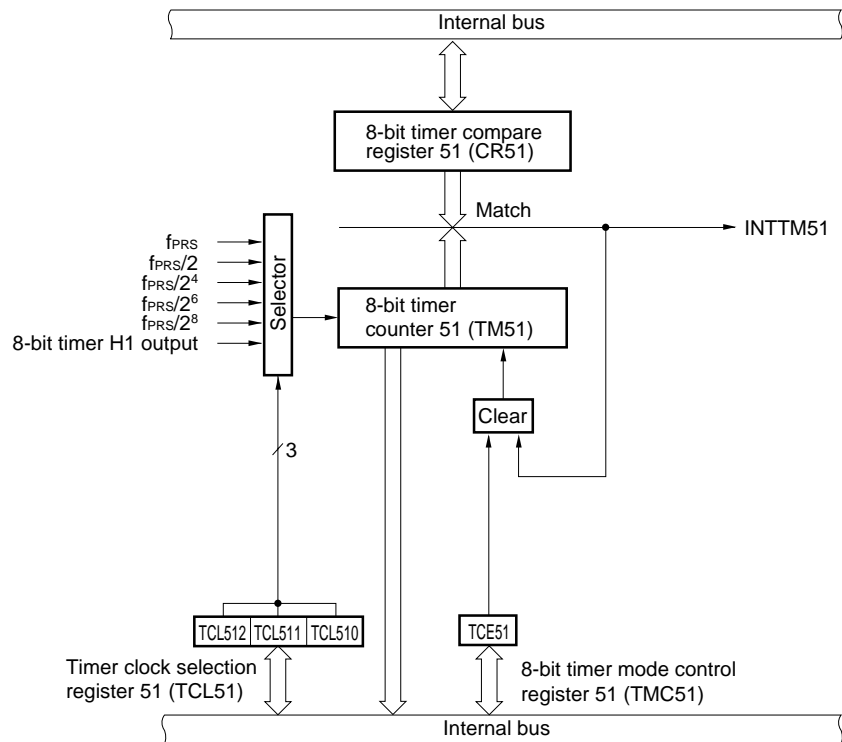 Internal bus
8-bit timer compare
register 51 (CR51)
Match
INTTM51
fPRS
fPRS/2
fPRS/2⁴
fPRS/2⁶
fPRS/2⁸
8-bit timer H1 output
Selector
8-bit timer
counter 51 (TM51)
Clear
3
TCL512 TCL511 TCL510
TCE51
Timer clock selection
register 51 (TCL51)
8-bit timer mode control
register 51 (TMC51)
Internal bus